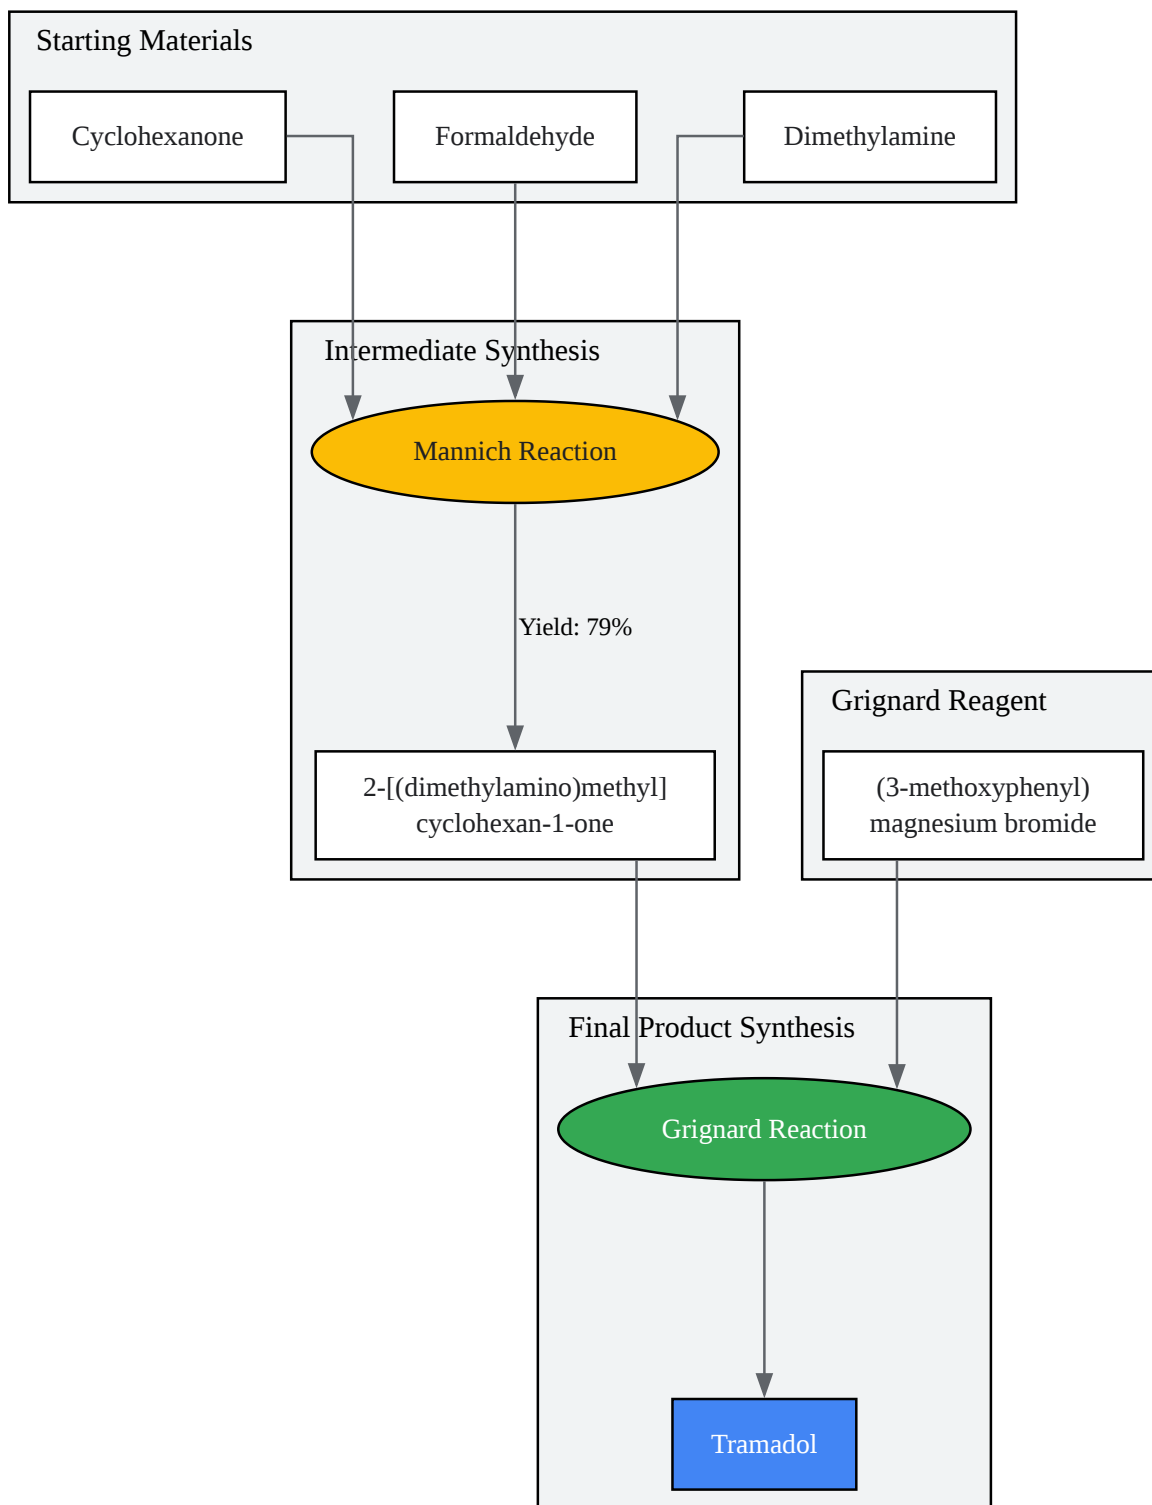 Starting Materials
Cyclohexanone
Formaldehyde
Dimethylamine
Intermediate Synthesis
Mannich Reaction
Yield: 79%
2-[(dimethylamino)methyl]
cyclohexan-1-one
Grignard Reagent
(3-methoxyphenyl)
magnesium bromide
Final Product Synthesis
Grignard Reaction
Tramadol